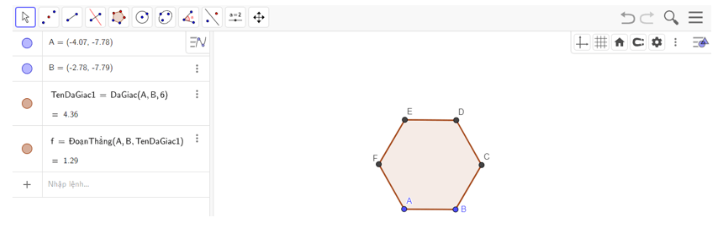 a=2
A = (-4.07, -7.78)
B = (-2.78, -7.79)
TenDaGiac1 = DaGiac(A, B, 6)
= 4.36
f = ĐoạnThẳng(A, B, TenDaGiac1)
= 1.29
Nhập lệnh...
E
D
F
C
A
B